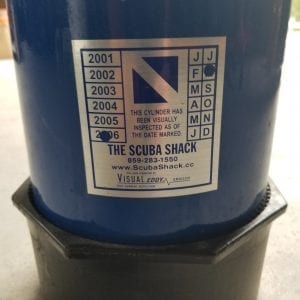 2001
2002
2003
2004
2005
2006
J J
F
M S
A O
M N
J D
THIS CYLINDER HAS
BEEN VISUALLY
INSPECTED AS OF
THE DATE MARKED.
THE SCUBA SHACK
859-283-1550
www.ScubaShack.cc
VISUAL EDDY